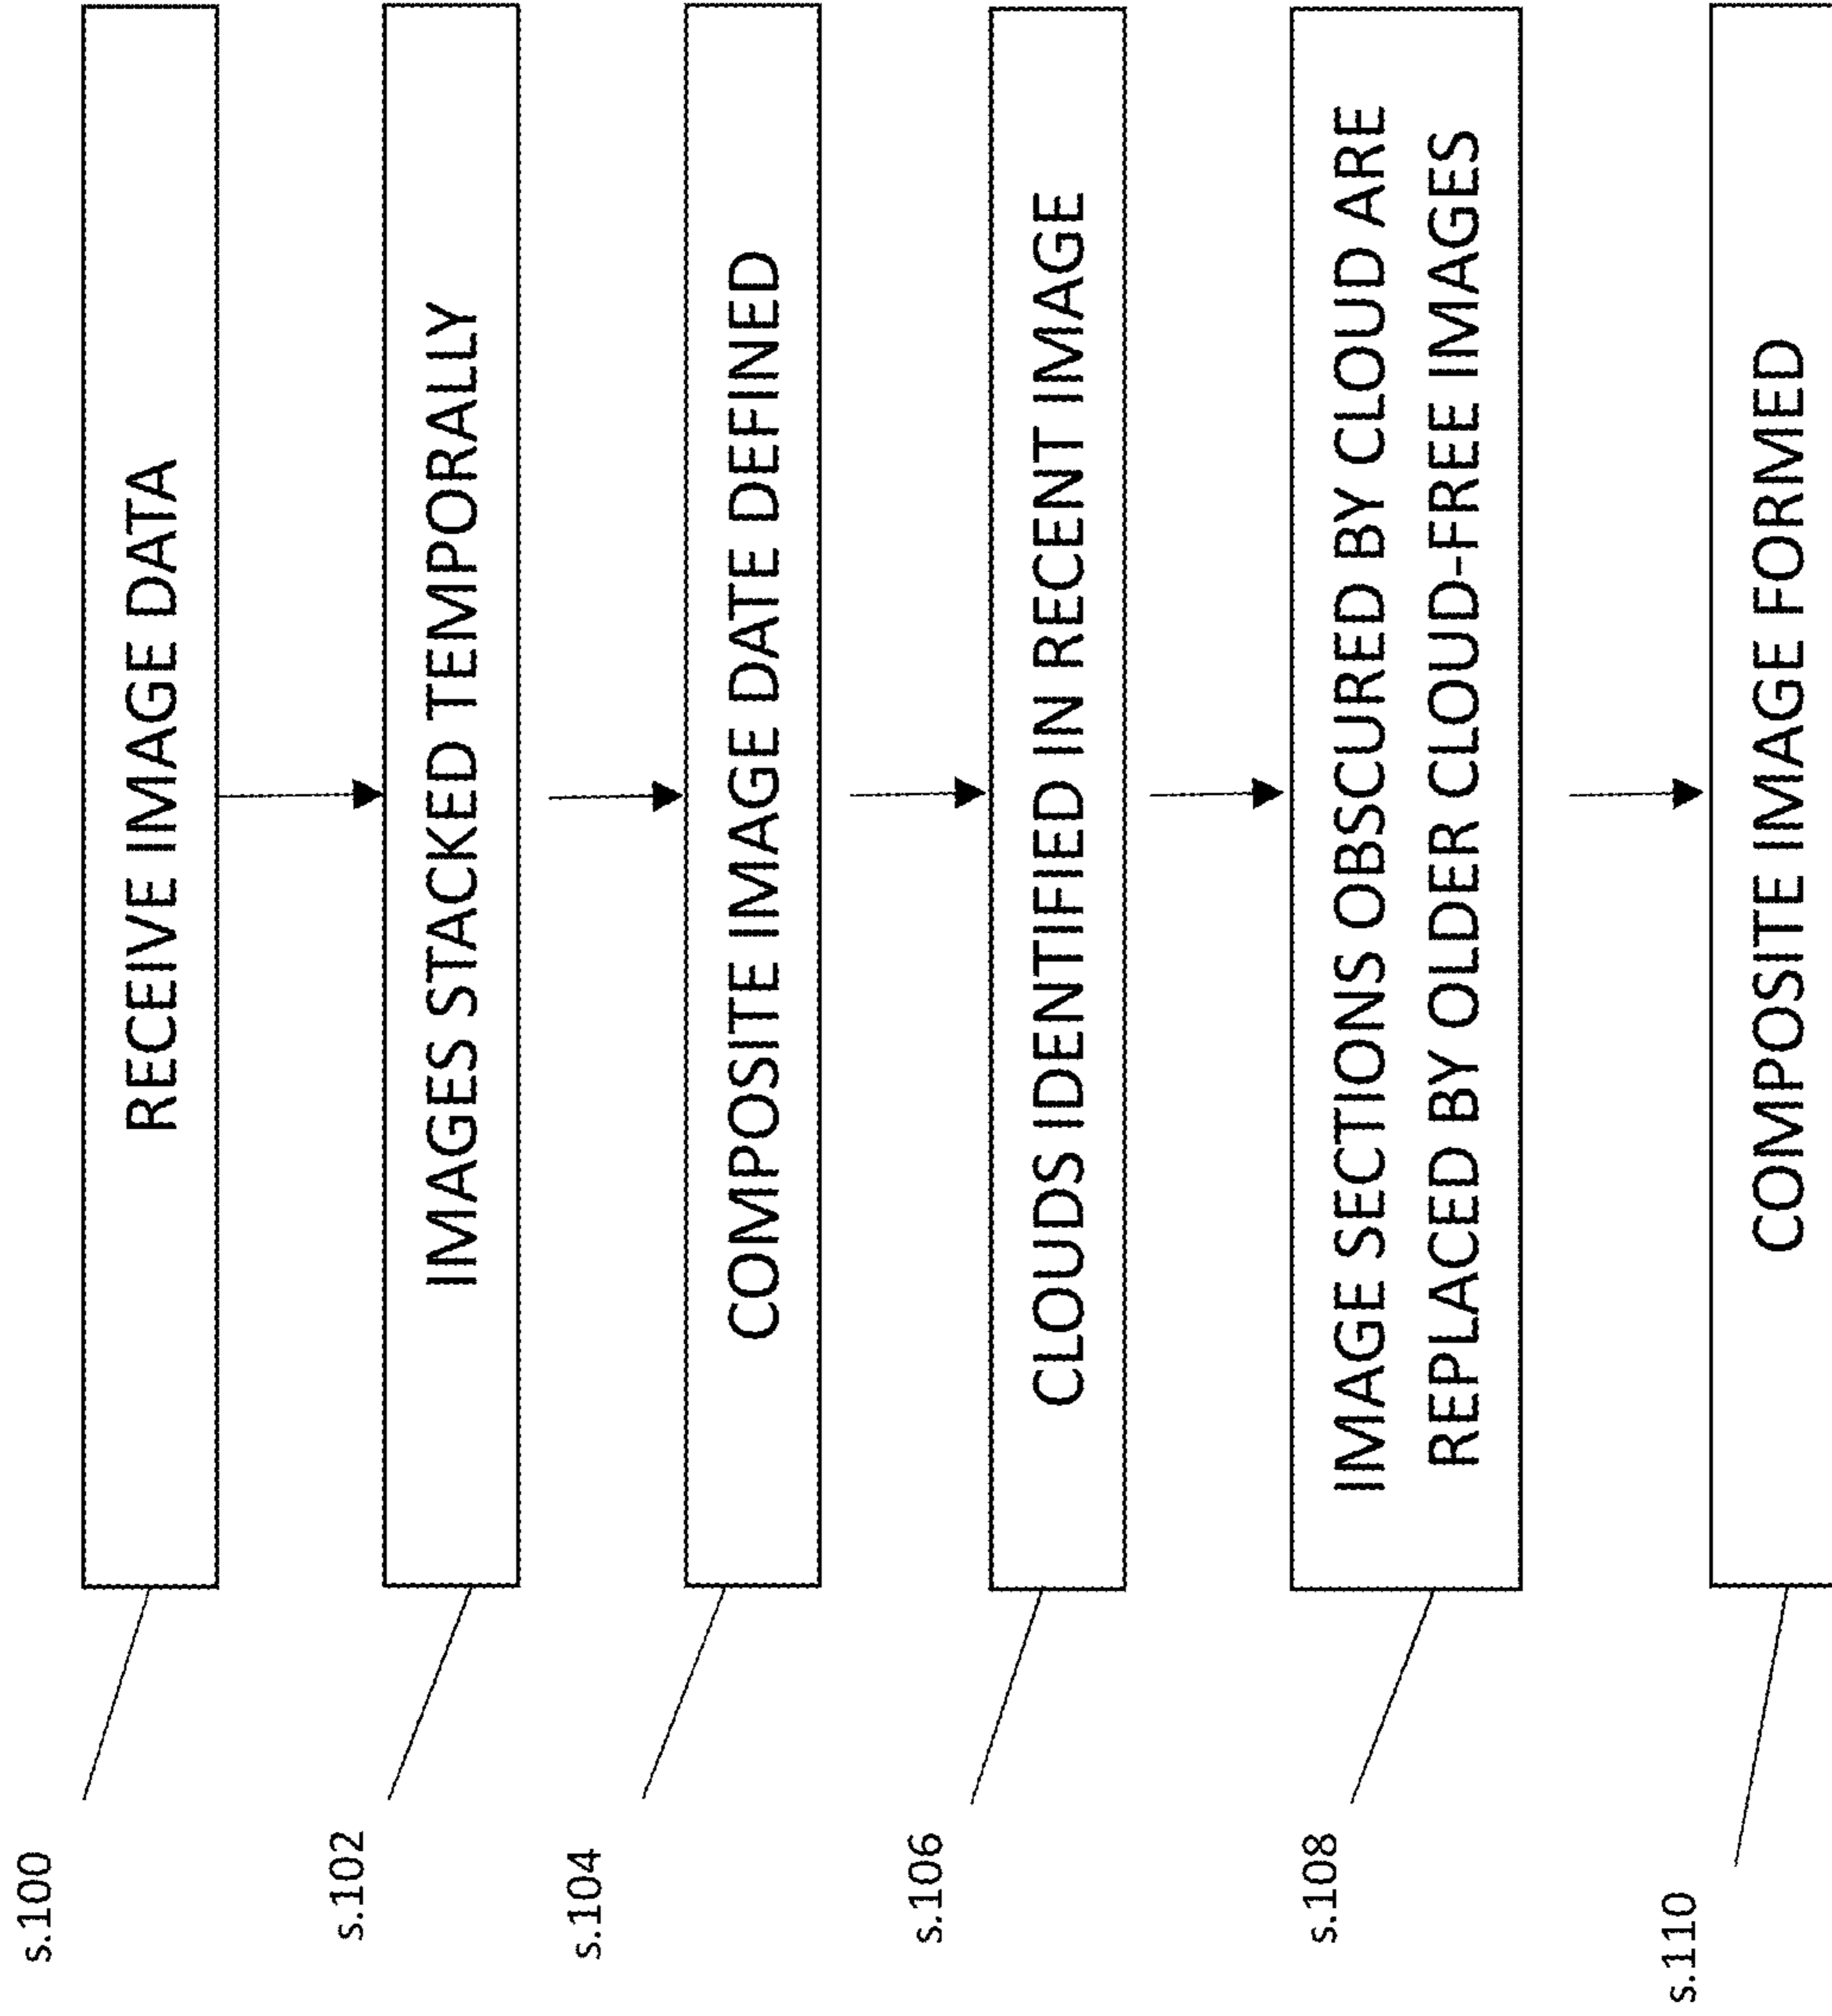 s.100
RECEIVE IMAGE DATA
s.102
IMAGES STACKED TEMPORALLY
s.104
COMPOSITE IMAGE DATE DEFINED
s.106
CLOUDS IDENTIFIED IN RECENT IMAGE
s.108
IMAGE SECTIONS OBSCURED BY CLOUD ARE
REPLACED BY OLDER CLOUD-FREE IMAGES
s.110
COMPOSITE IMAGE FORMED